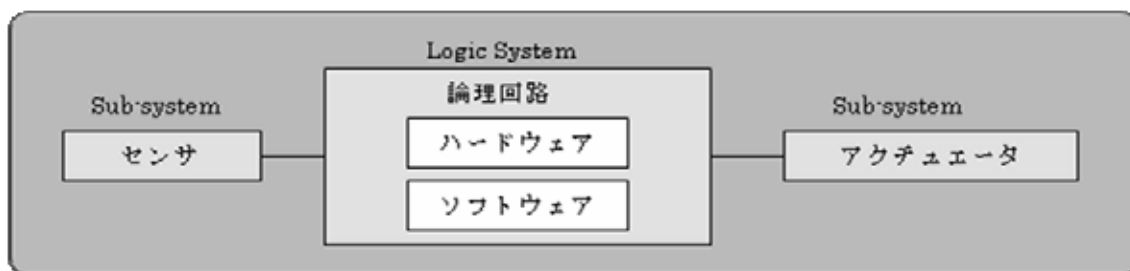 Logic System
Sub-system
論理回路
Sub-system
センサ
ハードウェア
アクチュエータ
ソフトウェア